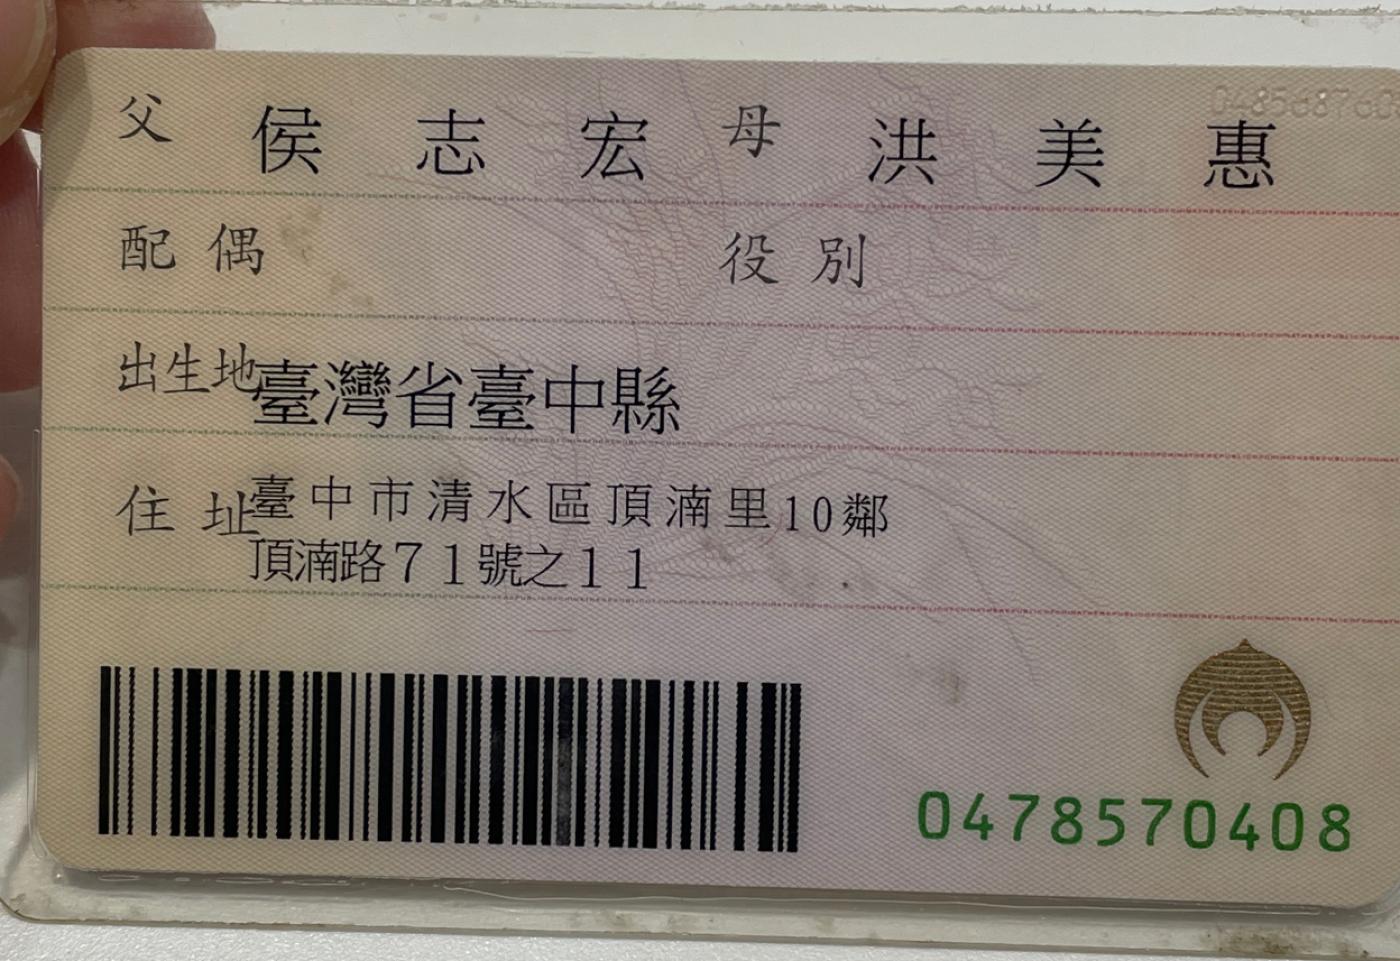 父 侯志宏 母 洪美惠
配偶 役別
出生地 臺灣省臺中縣
住址 臺中市清水區頂湳里10鄰
頂湳路71號之11
0478570408